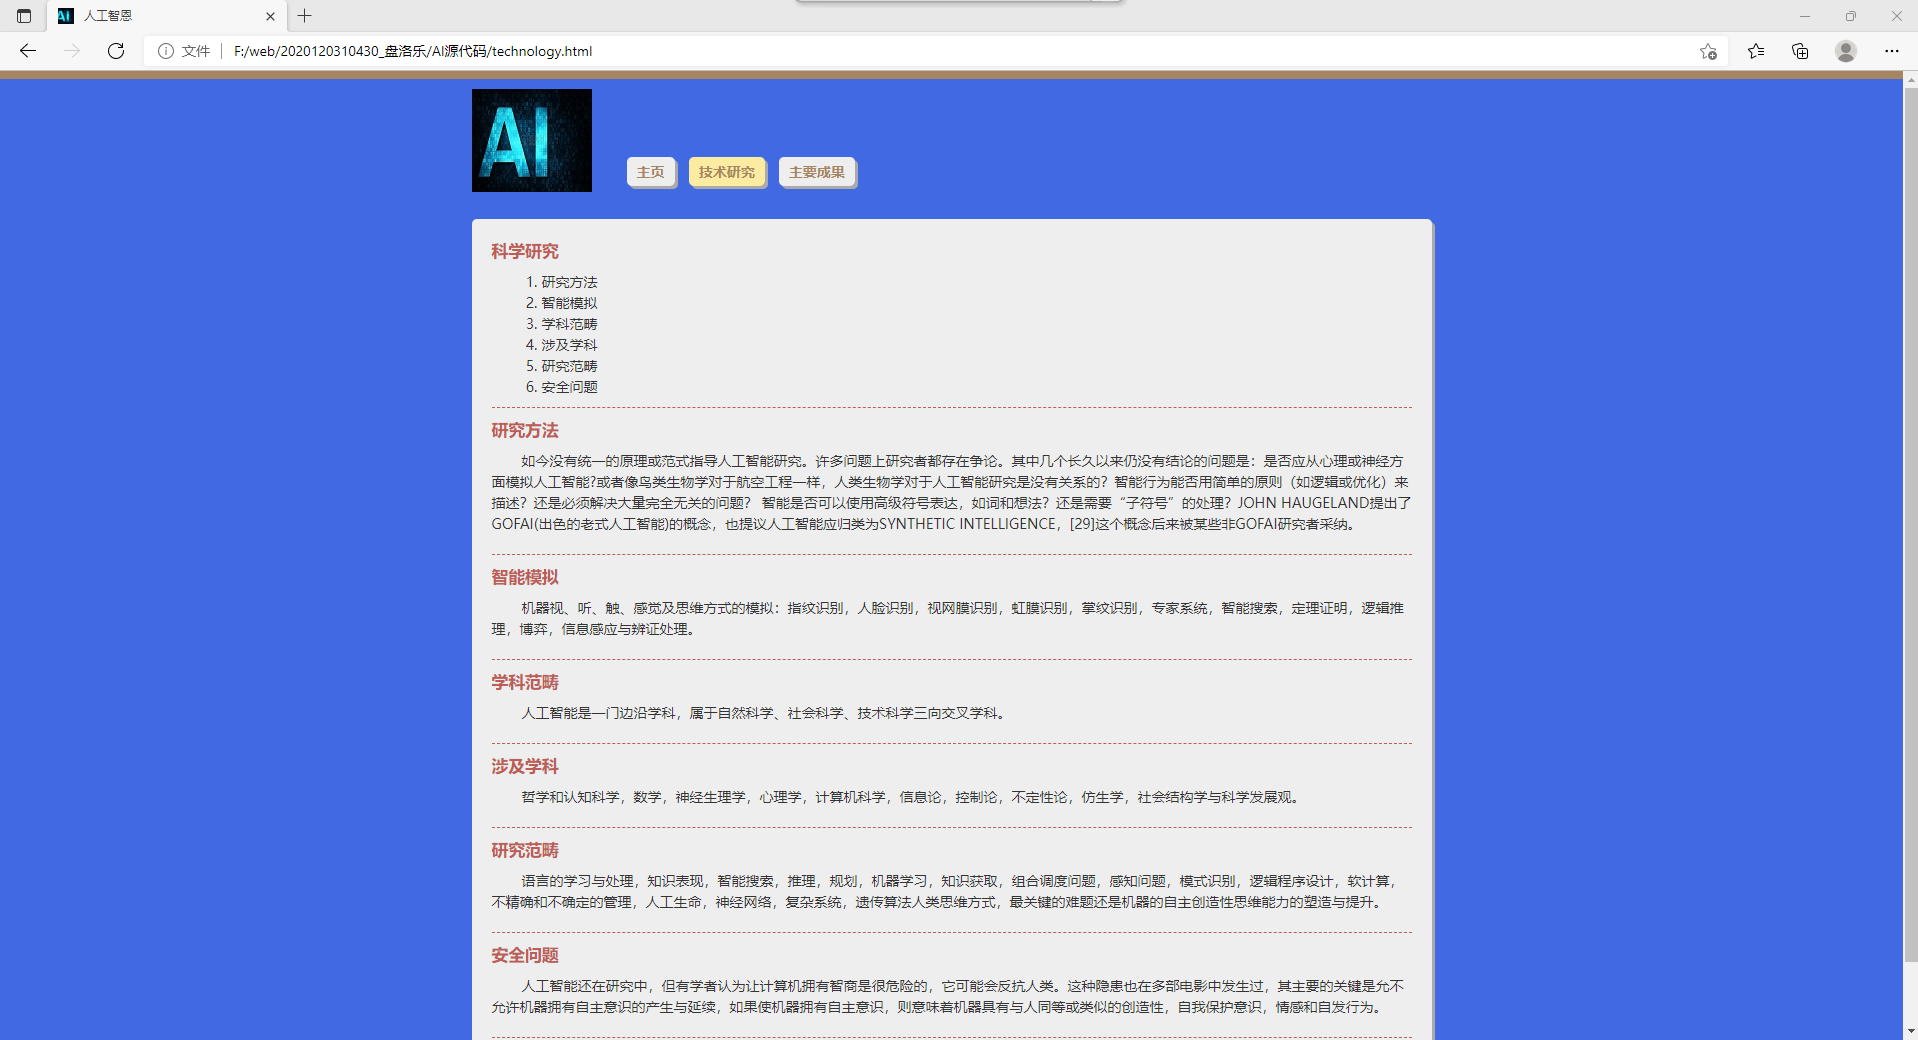 人工智恩
文件
F:/web/2020120310430_盘洛乐/AI源代码/technology.html
AI
主页
技术研究
主要成果
科学研究
1. 研究方法
2. 智能模拟
3. 学科范畴
4. 涉及学科
5. 研究范畴
6. 安全问题
研究方法
如今没有统一的原理或范式指导人工智能研究。许多问题上研究者都存在争论。其中几个长久以来仍没有结论的问题是：是否应从心理或神经方
面模拟人工智能?或者像鸟类生物学对于航空工程一样，人类生物学对于人工智能研究是没有关系的？智能行为能否用简单的原则（如逻辑或优化）来
描述？还是必须解决大量完全无关的问题？ 智能是否可以使用高级符号表达，如词和想法？还是需要“子符号”的处理？JOHN HAUGELAND提出了
GOFAI(出色的老式人工智能)的概念，也提议人工智能应归类为SYNTHETIC INTELLIGENCE，[29]这个概念后来被某些非GOFAI研究者采纳。
智能模拟
机器视、听、触、感觉及思维方式的模拟：指纹识别，人脸识别，视网膜识别，虹膜识别，掌纹识别，专家系统，智能搜索，定理证明，逻辑推
理，博弈，信息感应与辨证处理。
学科范畴
人工智能是一门边沿学科，属于自然科学、社会科学、技术科学三向交叉学科。
涉及学科
哲学和认知科学，数学，神经生理学，心理学，计算机科学，信息论，控制论，不定性论，仿生学，社会结构学与科学发展观。
研究范畴
语言的学习与处理，知识表现，智能搜索，推理，规划，机器学习，知识获取，组合调度问题，感知问题，模式识别，逻辑程序设计，软计算，
不精确和不确定的管理，人工生命，神经网络，复杂系统，遗传算法人类思维方式，最关键的难题还是机器的自主创造性思维能力的塑造与提升。
安全问题
人工智能还在研究中，但有学者认为让计算机拥有智商是很危险的，它可能会反抗人类。这种隐患也在多部电影中发生过，其主要的关键是允不
允许机器拥有自主意识的产生与延续，如果使机器拥有自主意识，则意味着机器具有与人同等或类似的创造性，自我保护意识，情感和自发行为。